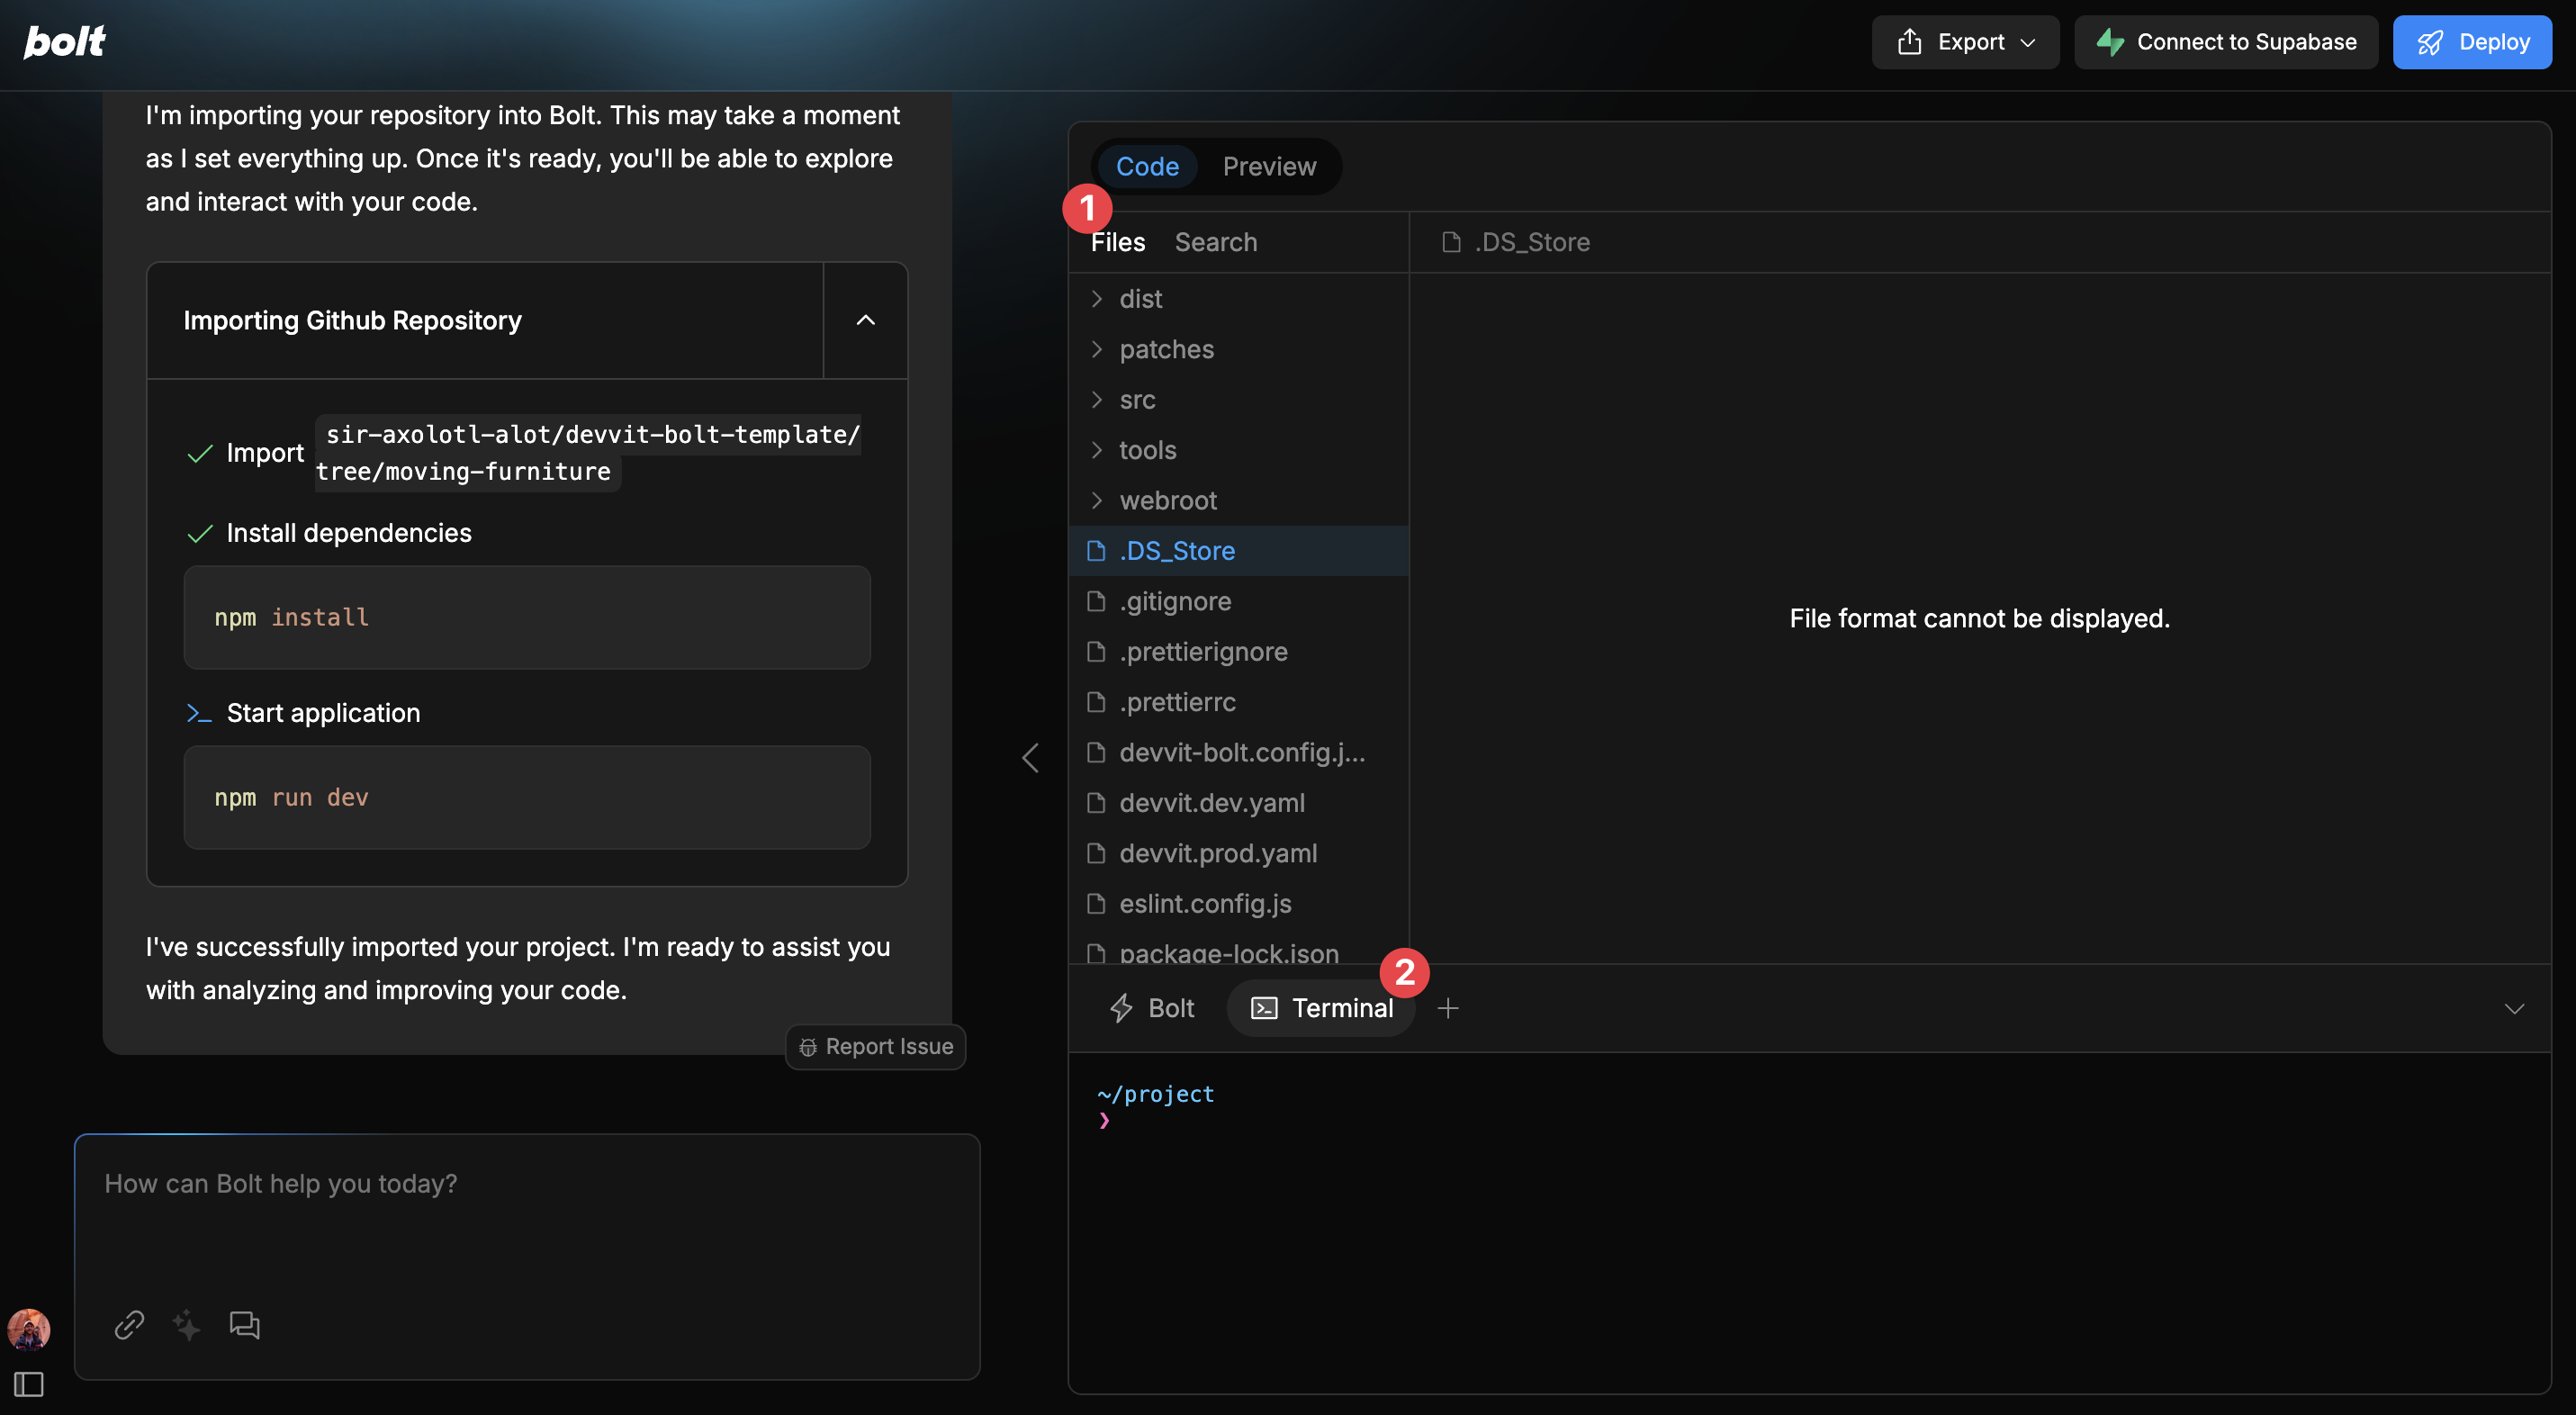 bolt
Export
Connect to Supabase
Deploy
I'm importing your repository into Bolt. This may take a moment
as I set everything up. Once it's ready, you'll be able to explore
and interact with your code.
Importing Github Repository
Import sir-axolotl-alot/devvit-bolt-template/
tree/moving-furniture
Install dependencies
npm install
Start application
npm run dev
I've successfully imported your project. I'm ready to assist you
with analyzing and improving your code.
Report Issue
How can Bolt help you today?
Code Preview
1
Files Search
.DS_Store
dist
patches
src
tools
webroot
.DS_Store
.gitignore
.prettierignore
.prettierrc
devvit-bolt.config.j...
devvit.dev.yaml
devvit.prod.yaml
eslint.config.js
package-lock.json
File format cannot be displayed.
2
Bolt Terminal
~/project
❯